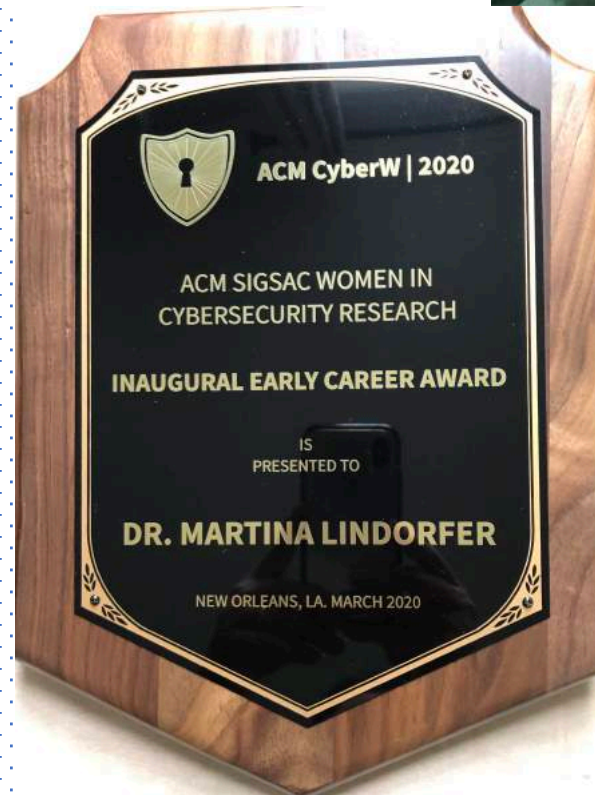 ACM CyberW | 2020
ACM SIGSAC WOMEN IN
CYBERSECURITY RESEARCH
INAUGURAL EARLY CAREER AWARD
IS
PRESENTED TO
DR. MARTINA LINDORFER
NEW ORLEANS, LA. MARCH 2020